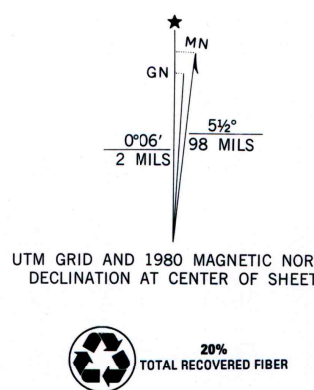 ★
MN
GN
0°06′
2 MILS
5½°
98 MILS
UTM GRID AND 1980 MAGNETIC NOR
DECLINATION AT CENTER OF SHEET
20%
TOTAL RECOVERED FIBER